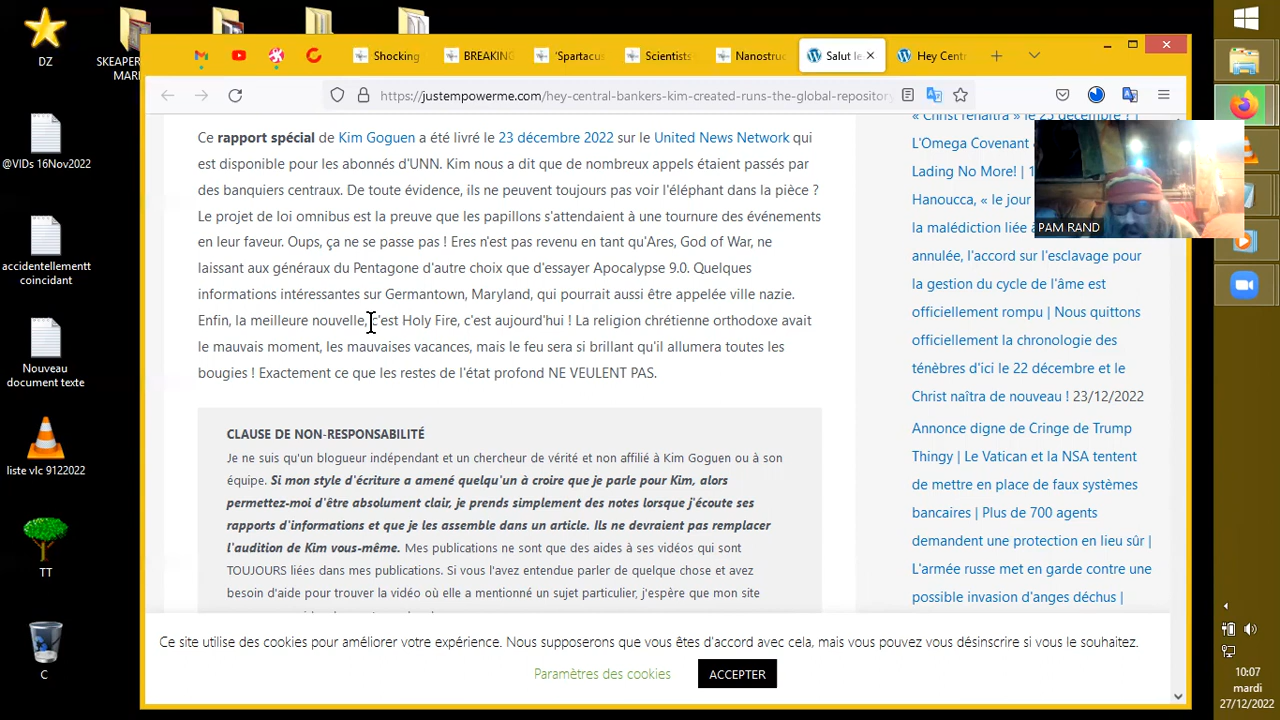 DZ
SKEAPER
MARI
@VIDs 16Nov2022
accidentellementt
coincidant
Nouveau
document texte
liste vlc 9122022
TT
C
Shocking
BREAKING
'Spartacus
Scientists
Nanostruc
Salut le
Hey Centr
https://justempowerme.com/hey-central-bankers-kim-created-runs-the-global-repository
Ce rapport spécial de Kim Goguen a été livré le 23 décembre 2022 sur le United News Network qui
est disponible pour les abonnés d'UNN. Kim nous a dit que de nombreux appels étaient passés par
des banquiers centraux. De toute évidence, ils ne peuvent toujours pas voir l'éléphant dans la pièce ?
Le projet de loi omnibus est la preuve que les papillons s'attendaient à une tournure des événements
en leur faveur. Oups, ça ne se passe pas ! Eres n'est pas revenu en tant qu'Ares, God of War, ne
laissant aux généraux du Pentagone d'autre choix que d'essayer Apocalypse 9.0. Quelques
informations intéressantes sur Germantown, Maryland, qui pourrait aussi être appelée ville nazie.
Enfin, la meilleure nouvelle, c'est Holy Fire, c'est aujourd'hui ! La religion chrétienne orthodoxe avait
le mauvais moment, les mauvaises vacances, mais le feu sera si brillant qu'il allumera toutes les
bougies ! Exactement ce que les restes de l'état profond NE VEULENT PAS.
CLAUSE DE NON-RESPONSABILITÉ
Je ne suis qu'un blogueur indépendant et un chercheur de vérité et non affilié à Kim Goguen ou à son
équipe. Si mon style d'écriture a amené quelqu'un à croire que je parle pour Kim, alors
permettez-moi d'être absolument clair, je prends simplement des notes lorsque j'écoute ses
rapports d'informations et que je les assemble dans un article. Ils ne devraient pas remplacer
l'audition de Kim vous-même. Mes publications ne sont que des aides à ses vidéos qui sont
TOUJOURS liées dans mes publications. Si vous l'avez entendue parler de quelque chose et avez
besoin d'aide pour trouver la vidéo où elle a mentionné un sujet particulier, j'espère que mon site
« Christ renaîtra » le 25 décembre ? |
L'Omega Covenant
Lading No More! | 1
Hanoucca, « le jour
la malédiction liée à
annulée, l'accord sur l'esclavage par
la gestion du cycle de l'âme est
officiellement rompu | Nous quittons
officiellement la chronologie des
ténèbres d'ici le 22 décembre et le
Christ naîtra de nouveau ! 23/12/2022
Annonce digne de Cringe de Trump
Thingy | Le Vatican et la NSA tentent
de mettre en place de faux systèmes
bancaires | Plus de 700 agents
demandent une protection en lieu sûr |
L'armée russe met en garde contre une
possible invasion d'anges déchus |
PAM RAND
Ce site utilise des cookies pour améliorer votre expérience. Nous supposerons que vous êtes d'accord avec cela, mais vous pouvez vous désinscrire si vous le souhaitez.
Paramètres des cookies
ACCEPTER
10:07
mardi
27/12/2022